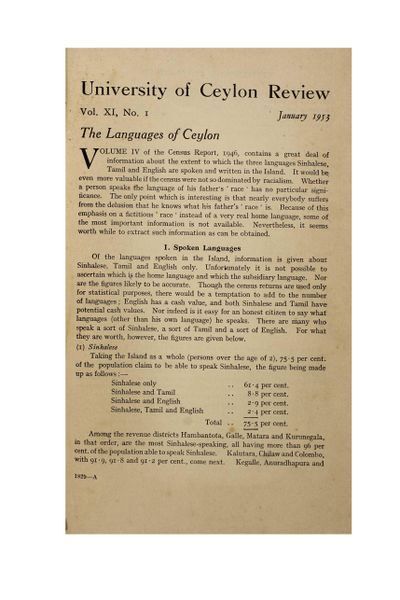 University of Ceylon Review
Vol. XI, No. 1 January 1953
The Languages of Ceylon
VOLUME IV of the Census Report, 1946, contains a great deal of
information about the extent to which the three languages Sinhalese,
Tamil and English are spoken and written in the Island. It would be
even more valuable if the census were not so dominated by racialism. Whether
a person speaks the language of his father's 'race' has no particular signi-
ficance. The only point which is interesting is that nearly everybody suffers
from the delusion that he knows what his father's 'race' is. Because of this
emphasis on a fictitious 'race' instead of a very real home language, some of
the most important information is not available. Nevertheless, it seems
worth while to extract such information as can be obtained.
I. Spoken Languages
Of the languages spoken in the Island, information is given about
Sinhalese, Tamil and English only. Unfortunately it is not possible to
ascertain which is the home language and which the subsidiary language. Nor
are the figures likely to be accurate. Though the census returns are used only
for statistical purposes, there would be a temptation to add to the number
of languages; English has a cash value, and both Sinhalese and Tamil have
potential cash values. Nor indeed is it easy for an honest citizen to say what
languages (other than his own language) he speaks. There are many who
speak a sort of Sinhalese, a sort of Tamil and a sort of English. For what
they are worth, however, the figures are given below.
(1) Sinhalese
Taking the Island as a whole (persons over the age of 2), 75·5 per cent.
of the population claim to be able to speak Sinhalese, the figure being made
up as follows:—
Sinhalese only .. 61·4 per cent.
Sinhalese and Tamil .. 8·8 per cent.
Sinhalese and English .. 2·9 per cent.
Sinhalese, Tamil and English .. 2·4 per cent.
Total .. 75·5 per cent.
Among the revenue districts Hambantota, Galle, Matara and Kurunegala,
in that order, are the most Sinhalese-speaking, all having more than 96 per
cent. of the population able to speak Sinhalese. Kalutara, Chilaw and Colombo,
with 91·9, 91·8 and 91·2 per cent., come next. Kegalle, Anuradhapura and
1829—A